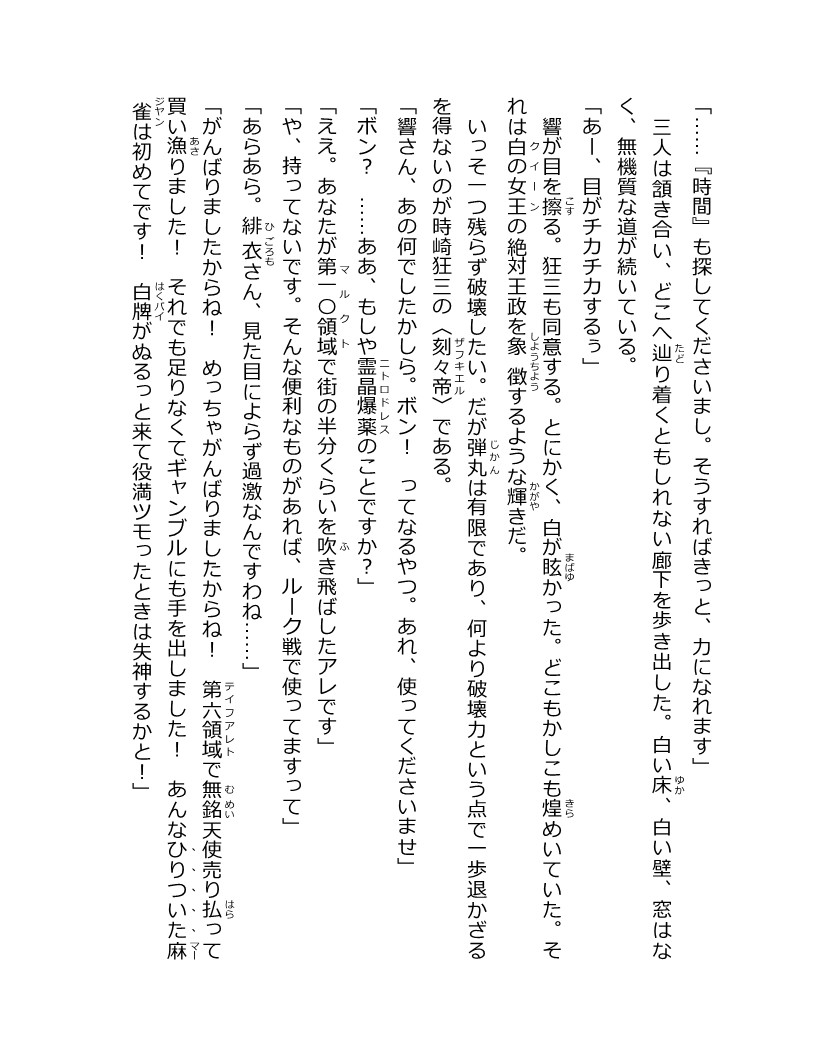 「……『時間』も探してくださいまし。そうすればきっと、力になれます」
　三人は頷き合い、どこへ辿り着くともしれない廊下を歩き出した。白い床、白い壁、窓はな
く、無機質な道が続いている。
「あー、目がチカチカするぅ」
　響が目を擦る。狂三も同意する。とにかく、白が眩かった。どこもかしこも煌めいていた。そ
れは白の女王の絶対王政を象徴するような輝きだ。
　いっそ一つ残らず破壊したい。だが弾丸は有限であり、何より破壊力という点で一歩退かざる
を得ないのが時崎狂三の〈刻々帝〉である。
「響さん、あの何でしたかしら。ボン！　ってなるやつ。あれ、使ってくださいませ」
「ボン？　……ああ、もしや霊晶爆薬のことですか？」
「ええ。あなたが第一〇領域で街の半分くらいを吹き飛ばしたアレです」
「や、持ってないです。そんな便利なものがあれば、ルーク戦で使ってますって」
「あらあら。緋衣さん、見た目によらず過激なんですわね……」
「がんばりましたからね！　めっちゃがんばりましたからね！　第六領域で無銘天使売り払って
買い漁りました！　それでも足りなくてギャンブルにも手を出しました！　あんなひりついた麻
雀は初めてです！　白牌がぬるっと来て役満ツモったときは失神するかと！」